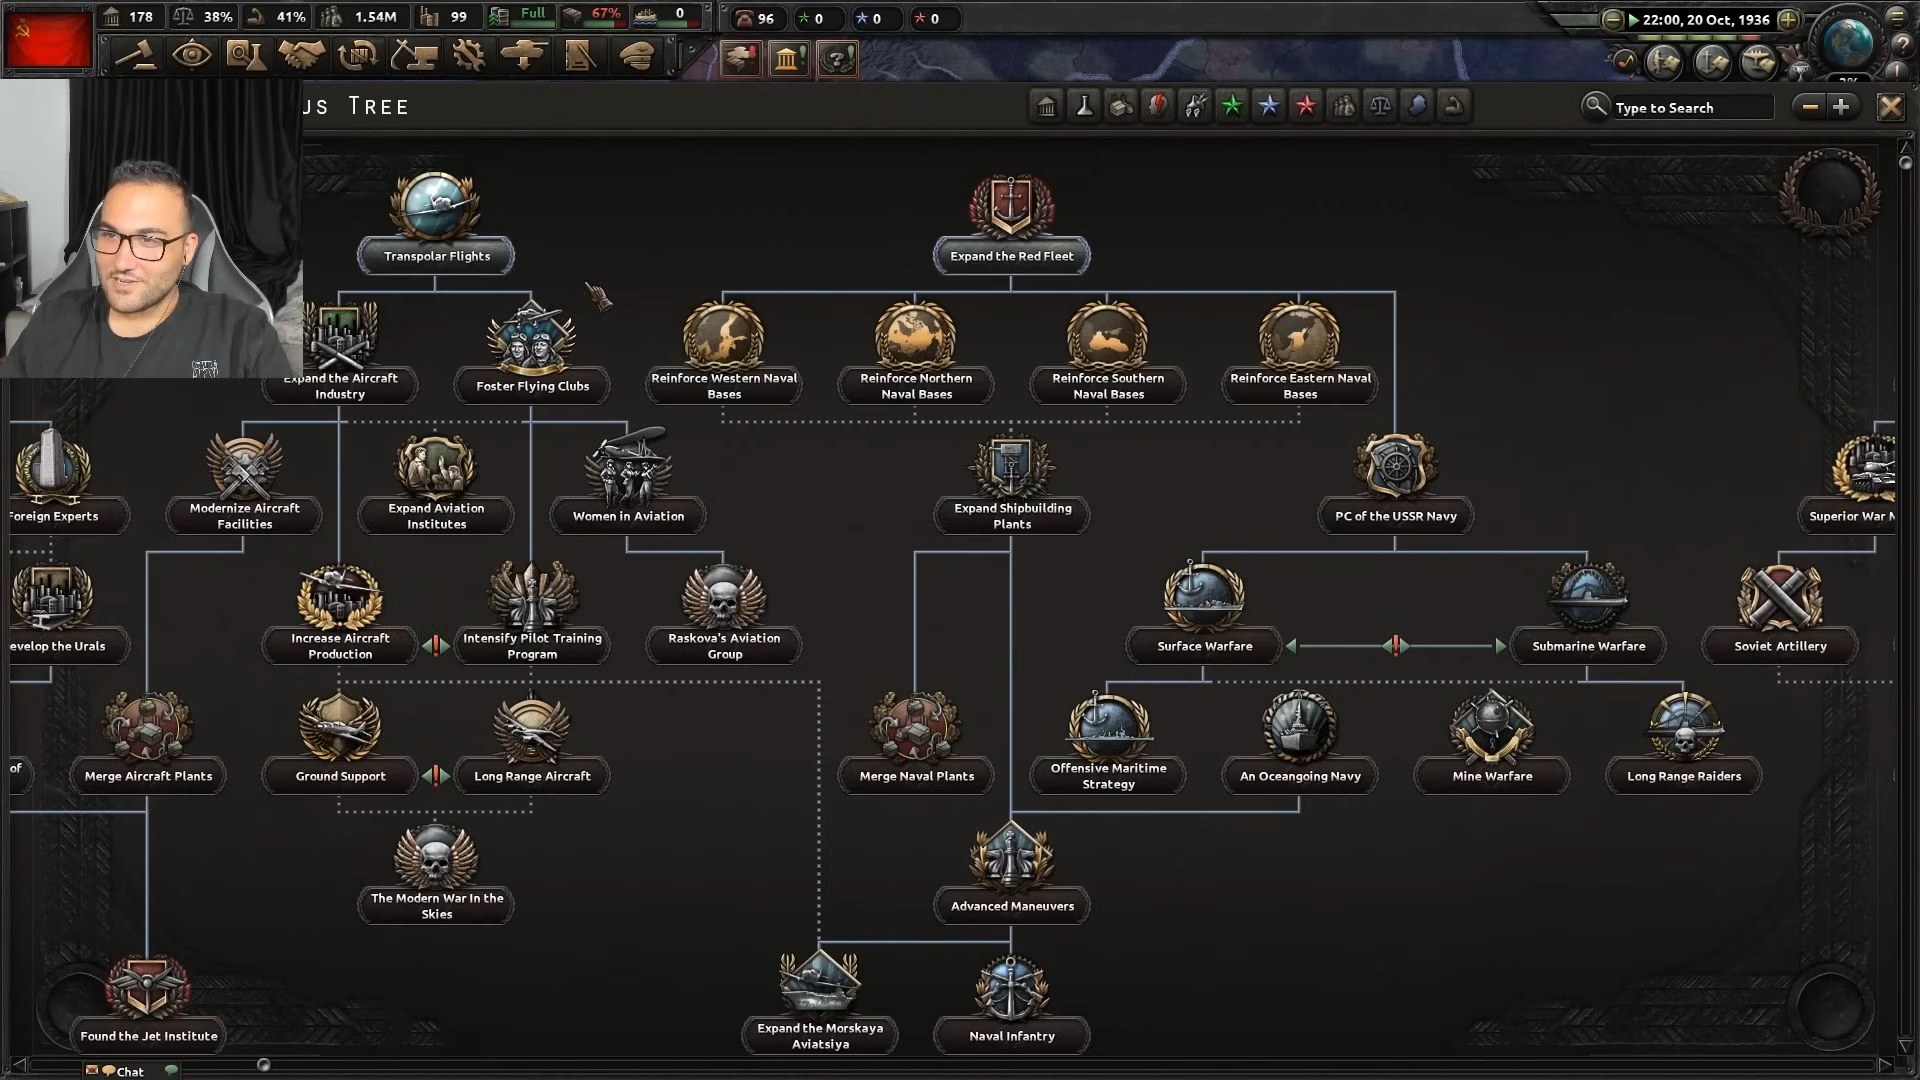 178
38%
41%
1.54M
99
Full
67%
0
96
0
0
0
22:00, 20 Oct, 1936
US TREE
Type to Search
Transpolar Flights
Expand the Red Fleet
Expand the Aircraft
Industry
Foster Flying Clubs
Reinforce Western Naval
Bases
Reinforce Northern
Naval Bases
Reinforce Southern
Naval Bases
Reinforce Eastern Naval
Bases
Foreign Experts
Modernize Aircraft
Facilities
Expand Aviation
Institutes
Women in Aviation
Expand Shipbuilding
Plants
PC of the USSR Navy
Superior War M
evelop the Urals
Increase Aircraft
Production
Intensify Pilot Training
Program
Raskova's Aviation
Group
Surface Warfare
Submarine Warfare
Soviet Artillery
of
Merge Aircraft Plants
Ground Support
Long Range Aircraft
Merge Naval Plants
Offensive Maritime
Strategy
An Oceangoing Navy
Mine Warfare
Long Range Raiders
The Modern War In the
Skies
Advanced Maneuvers
Found the Jet Institute
Expand the Morskaya
Aviatsiya
Naval Infantry
Chat